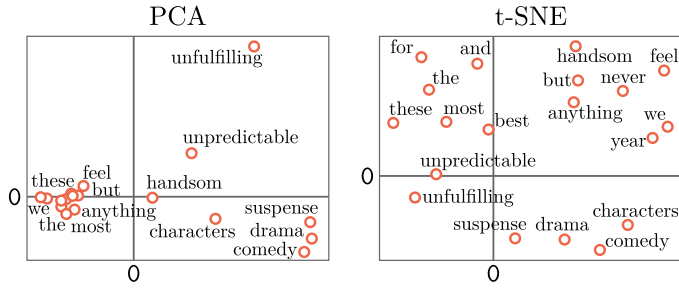 PCA
unfulfilling
unpredictable
these
feel
but
handsom
0
we
anything
the
most
characters
suspense
drama
comedy
0
t-SNE
for
and
handsom
feel
the
but
never
these
most
anything
best
we
year
unpredictable
0
unfulfilling
suspense
drama
characters
comedy
0